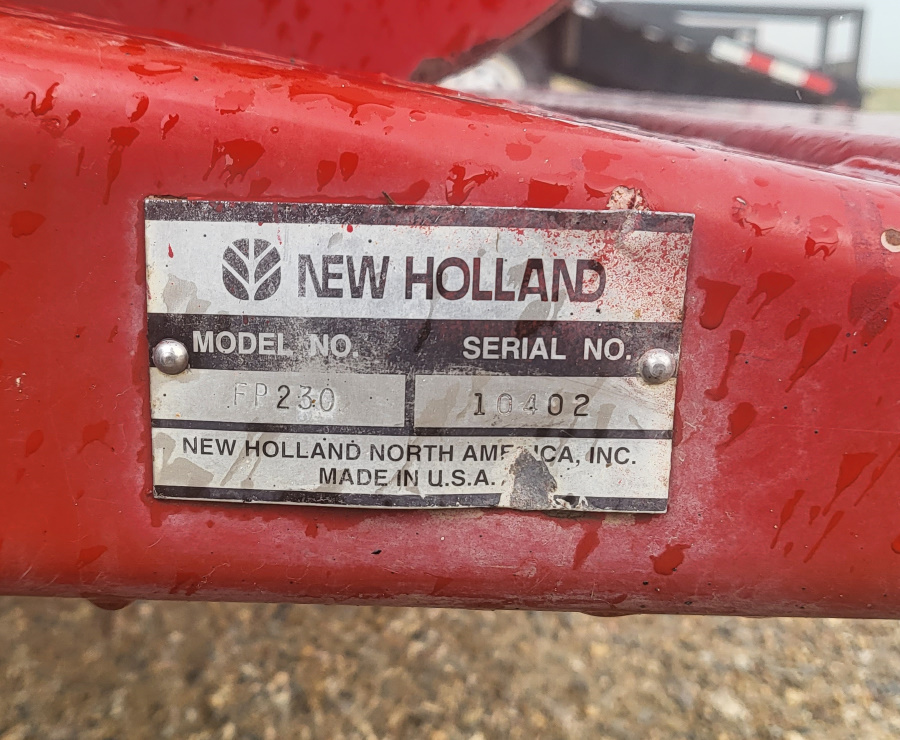 NEW HOLLAND
MODEL NO. SERIAL NO.
FP230 10402
NEW HOLLAND NORTH AMERICA, INC.
MADE IN U.S.A.